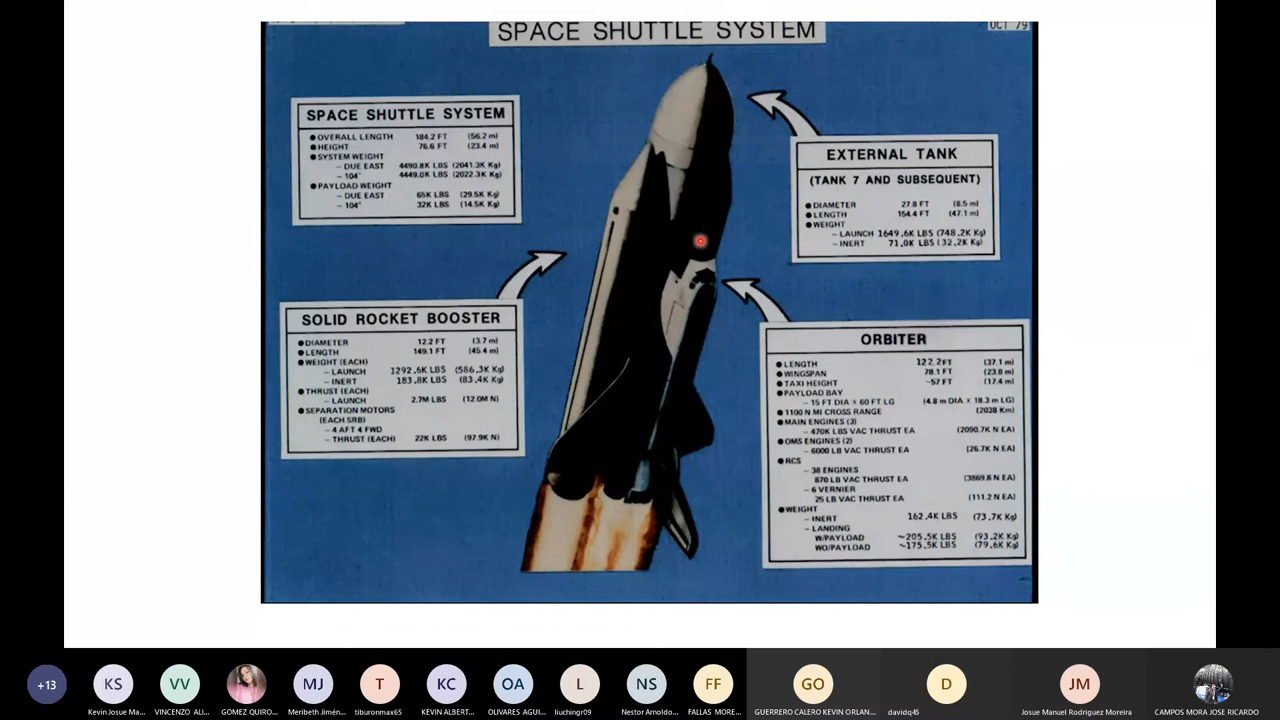 SPACE SHUTTLE SYSTEM
OCT 79
SPACE SHUTTLE SYSTEM
OVERALL LENGTH 184.2 FT (56.2 m)
HEIGHT 76.6 FT (23.4 m)
SYSTEM WEIGHT
– DUE EAST 4490.8K LBS (2041.3K Kg)
– 104° 4449.0K LBS (2022.3K Kg)
PAYLOAD WEIGHT
– DUE EAST 65K LBS (29.5K Kg)
– 104° 32K LBS (14.5K Kg)
EXTERNAL TANK
(TANK 7 AND SUBSEQUENT)
DIAMETER 27.8 FT (8.5 m)
LENGTH 154.4 FT (47.1 m)
WEIGHT
– LAUNCH 1649.6K LBS (748.2K Kg)
– INERT 71.0K LBS (32.2K Kg)
SOLID ROCKET BOOSTER
DIAMETER 12.2 FT (3.7 m)
LENGTH 149.1 FT (45.4 m)
WEIGHT (EACH)
– LAUNCH 1292.6K LBS (586.3K Kg)
– INERT 183.8K LBS (83.4K Kg)
THRUST (EACH)
– LAUNCH 2.7M LBS (12.0M N)
SEPARATION MOTORS
(EACH SRB)
– 4 AFT 4 FWD
– THRUST (EACH) 22K LBS (97.9K N)
ORBITER
LENGTH 122.2 FT (37.1 m)
WINGSPAN 78.1 FT (23.8 m)
TAXI HEIGHT ~57 FT (17.4 m)
PAYLOAD BAY
– 15 FT DIA × 60 FT LG (4.8 m DIA × 18.3 m LG)
1100 N MI CROSS RANGE (2038 Km)
MAIN ENGINES (3)
– 470K LBS VAC THRUST EA (2090.7K N EA)
OMS ENGINES (2)
– 6000 LB VAC THRUST EA (26.7K N EA)
RCS
– 38 ENGINES
870 LB VAC THRUST EA (3869.8 N EA)
– 6 VERNIER
25 LB VAC THRUST EA (111.2 N EA)
WEIGHT
– INERT 162.4K LBS (73.7K Kg)
– LANDING
W/PAYLOAD ~205.5K LBS (93.2K Kg)
WO/PAYLOAD ~175.5K LBS (79.6K Kg)
+13 KS VV MJ T KC OA L NS FF GO D JM
Kevin Josue Ma... VINCENZO ALI... GOMEZ QUIRO... Meribeth Jimén... tiburonmax65 KEVIN ALBERT... OLIVARES AGUI... liuchingr09 Nestor Arnoldo... FALLAS MORE... GUERRERO CALERO KEVIN ORLAN... davidq45 Josue Manuel Rodriguez Moreira CAMPOS MORA JOSE RICARDO